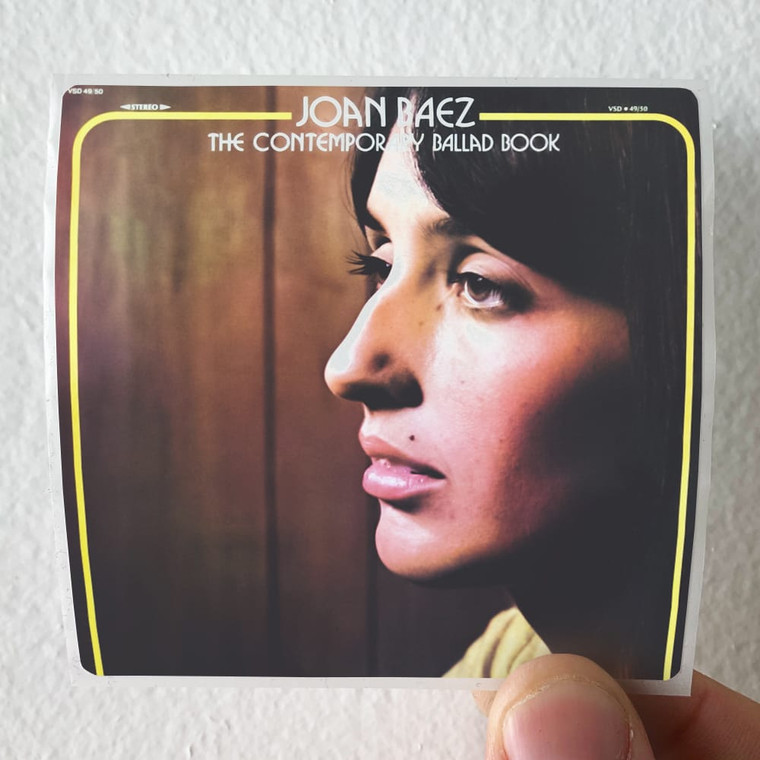 VSD 49/50
STEREO
VSD • 49/50
JOAN BAEZ
THE CONTEMPORARY BALLAD BOOK